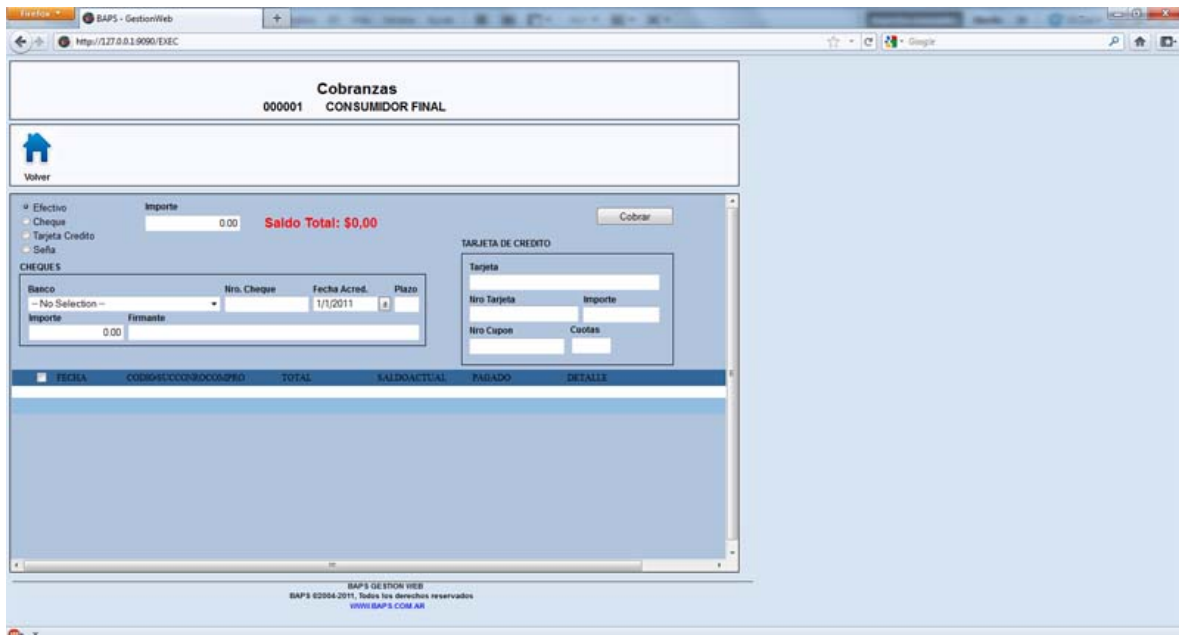 Firefox
BAPS - GestionWeb
http://127.0.0.1:9090/EXEC
Google
Cobranzas
000001 CONSUMIDOR FINAL
Volver
Efectivo
Cheque
Tarjeta Credito
Seña
Importe
0.00
Saldo Total: $0,00
Cobrar
CHEQUES
Banco Nro. Cheque Fecha Acred. Plazo
-- No Selection -- 1/1/2011
Importe Firmante
0.00
TARJETA DE CREDITO
Tarjeta
Nro Tarjeta Importe
Nro Cupon Cuotas
FECHA TOTAL SALDOACTUAL PAGADO DETALLE
BAPS GESTION WEB
BAPS ©2004-2011, Todos los derechos reservados
WWW.BAPS.COM.AR